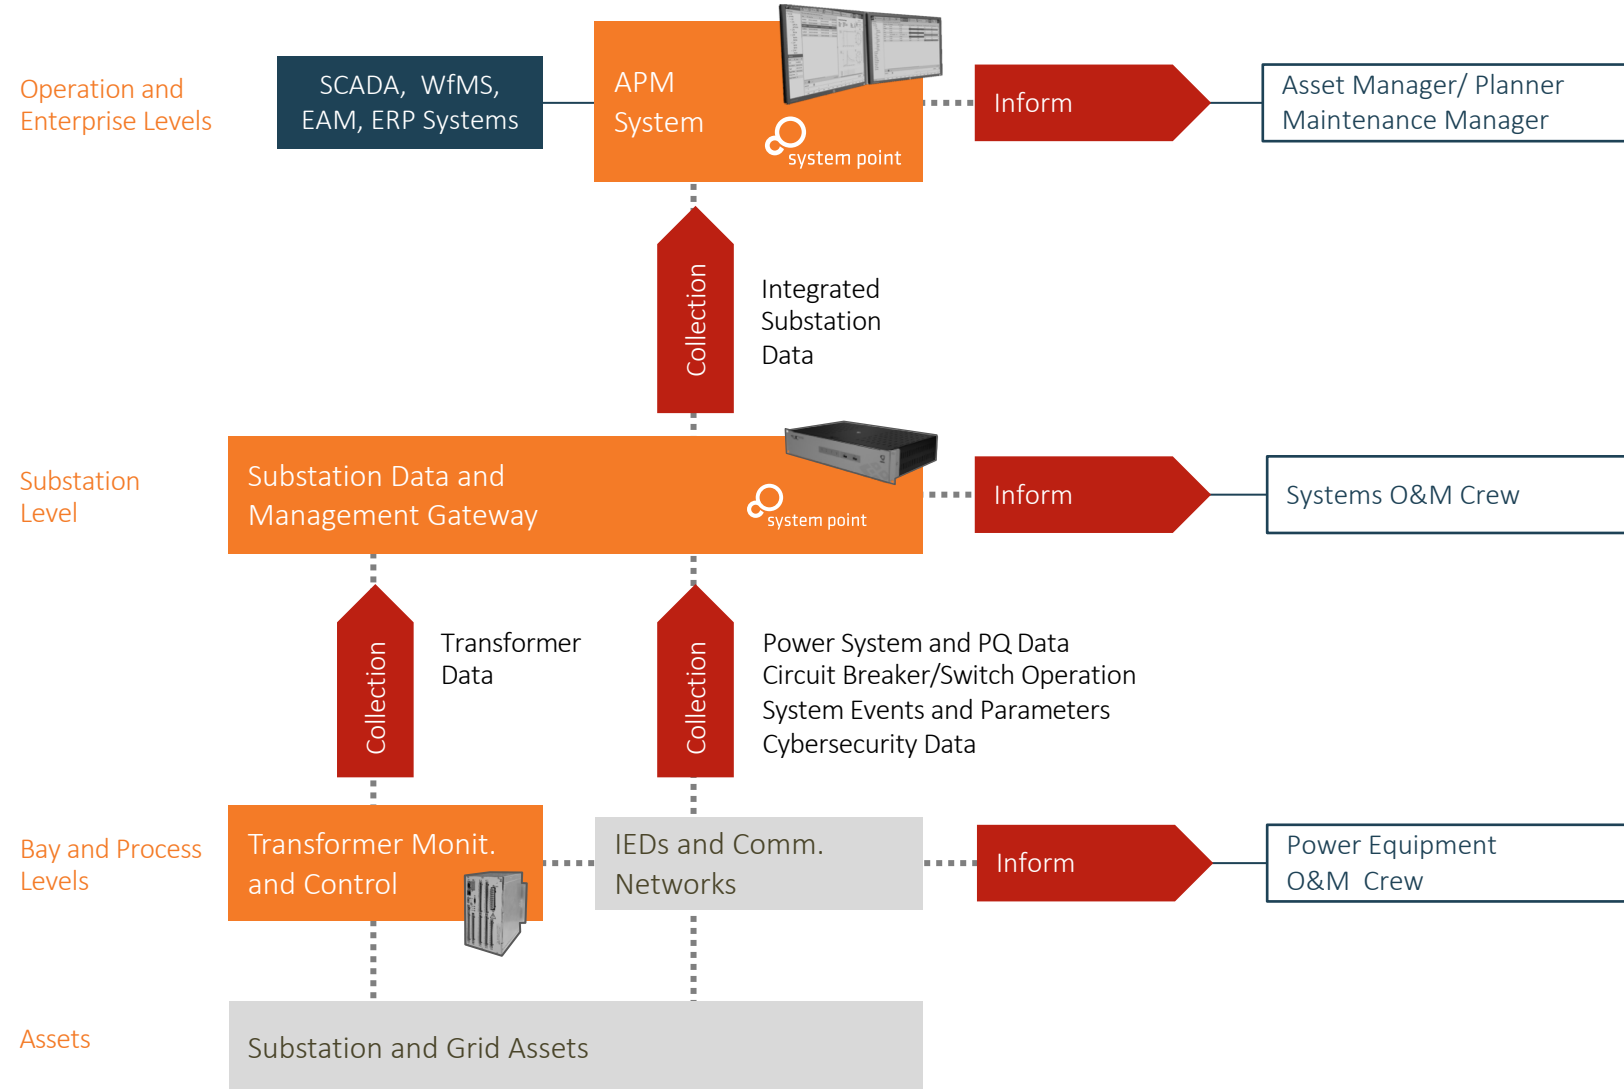 Operation and
Enterprise Levels
SCADA, WfMS,
EAM, ERP Systems
APM
System
system point
Inform
Asset Manager/ Planner
Maintenance Manager
Collection
Integrated
Substation
Data
Substation
Level
Substation Data and
Management Gateway
system point
Inform
Systems O&M Crew
Collection
Transformer
Data
Collection
Power System and PQ Data
Circuit Breaker/Switch Operation
System Events and Parameters
Cybersecurity Data
Bay and Process
Levels
Transformer Monit.
and Control
IEDs and Comm.
Networks
Inform
Power Equipment
O&M Crew
Assets
Substation and Grid Assets